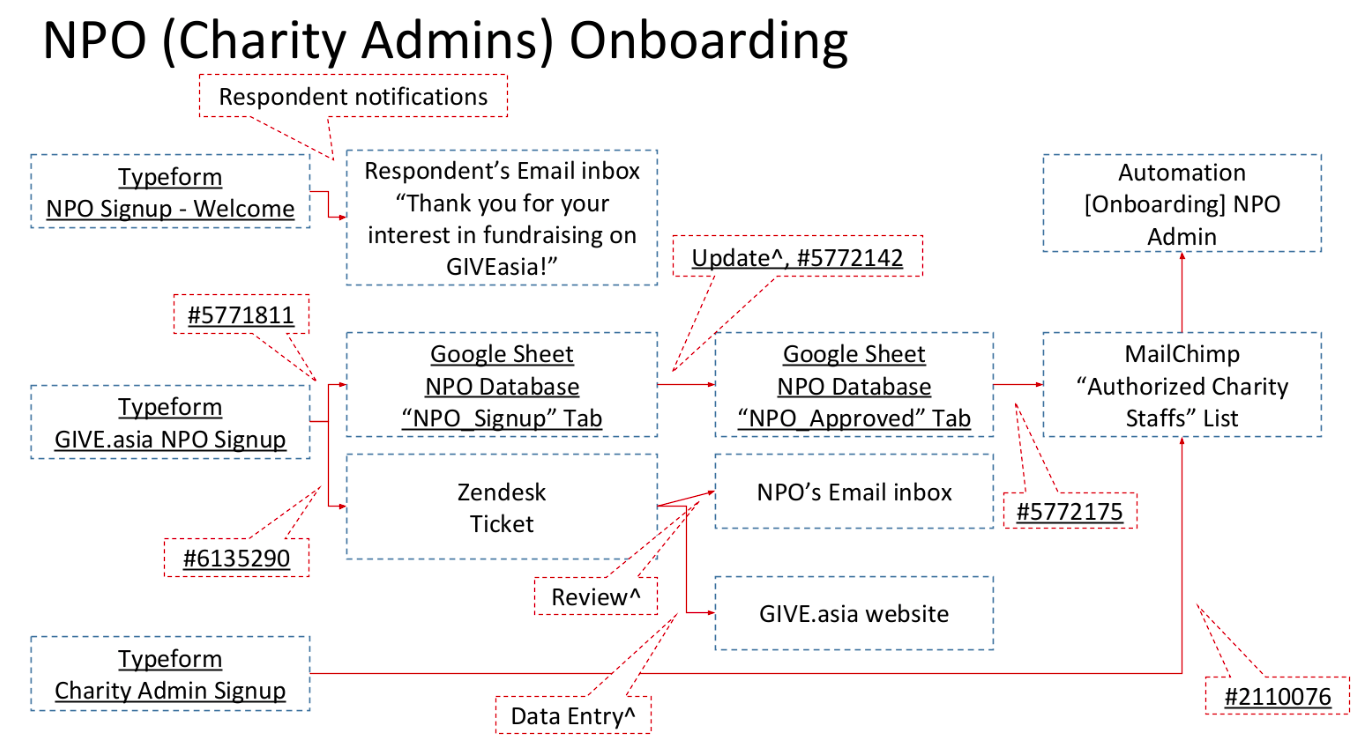 NPO (Charity Admins) Onboarding
Respondent notifications
Typeform
NPO Signup - Welcome
Respondent’s Email inbox
“Thank you for your
interest in fundraising on
GIVEasia!”
Automation
[Onboarding] NPO
Admin
Update^, #5772142
#5771811
Typeform
GIVE.asia NPO Signup
Google Sheet
NPO Database
“NPO_Signup” Tab
Google Sheet
NPO Database
“NPO_Approved” Tab
MailChimp
“Authorized Charity
Staffs” List
Zendesk
Ticket
NPO’s Email inbox
#5772175
#6135290
Review^
GIVE.asia website
Typeform
Charity Admin Signup
Data Entry^
#2110076